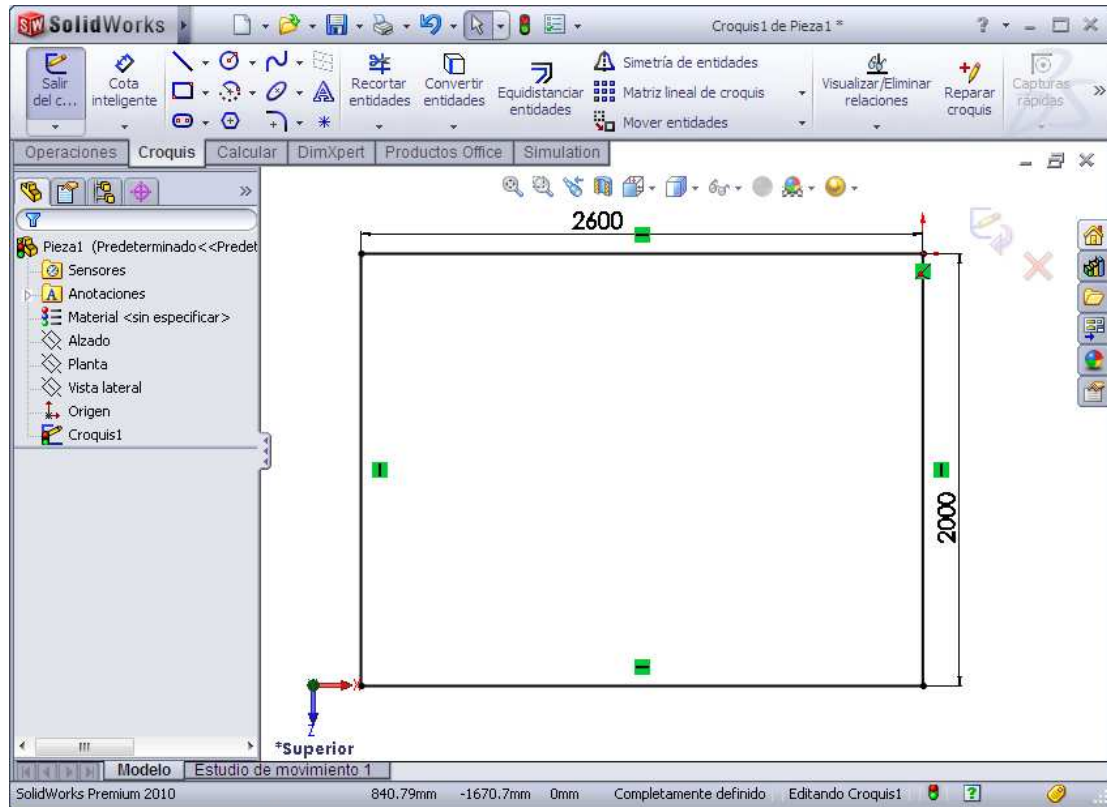 SolidWorks
Croquis1 de Pieza1 *
Salir del c...
Cota inteligente
Recortar entidades
Convertir entidades
Equidistanciar entidades
Simetría de entidades
Matriz lineal de croquis
Mover entidades
Visualizar/Eliminar relaciones
Reparar croquis
Capturas rápidas
Operaciones Croquis Calcular DimXpert Productos Office Simulation
Pieza1 (Predeterminado<<Predet
Sensores
Anotaciones
Material <sin especificar>
Alzado
Planta
Vista lateral
Origen
Croquis1
2600
2000
X
Z
*Superior
Modelo Estudio de movimiento 1
SolidWorks Premium 2010 840.79mm -1670.7mm 0mm Completamente definido Editando Croquis1